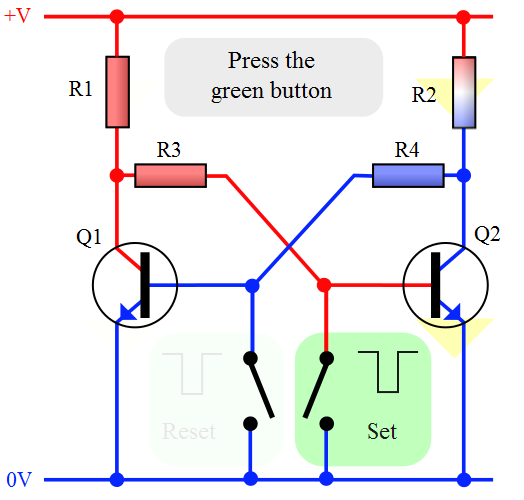 +V
Press the
green button
R1
R2
R3
R4
Q1
Q2
Reset
Set
0V